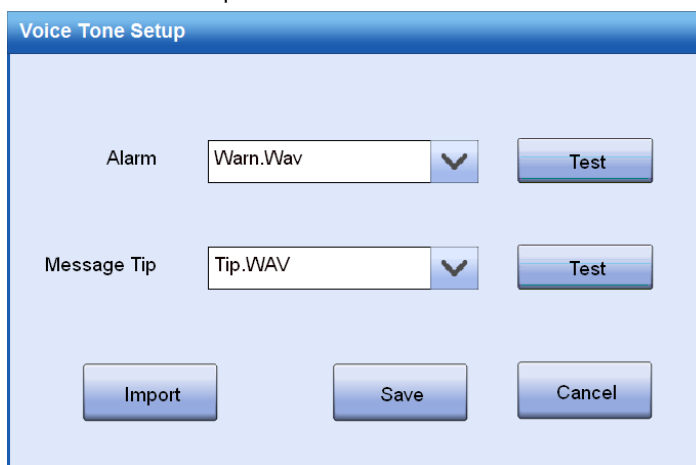 Voice Tone Setup
Alarm Warn.Wav Test
Message Tip Tip.WAV Test
Import Save Cancel